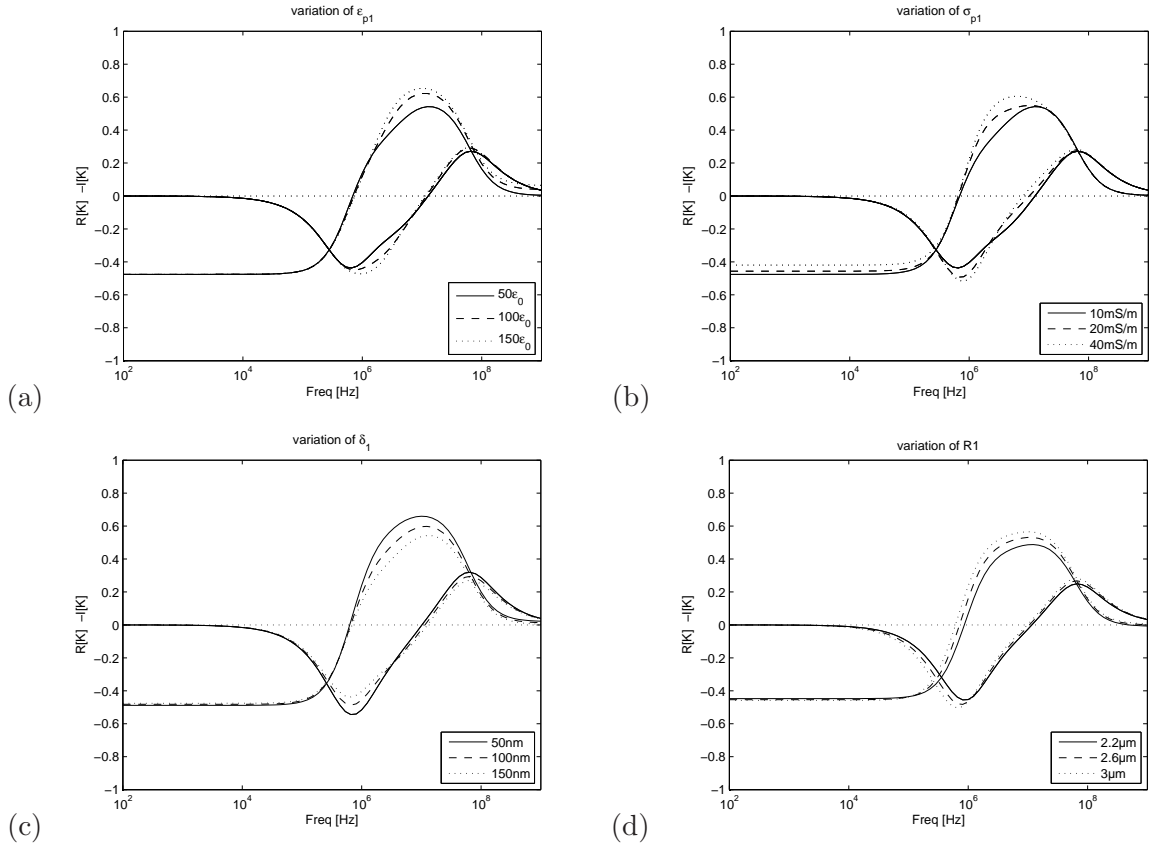 variation of ε_p1
R[K]  −I[K]
1
0.8
0.6
0.4
0.2
0
−0.2
−0.4
−0.6
−0.8
−1
10^2
10^4
10^6
10^8
Freq [Hz]
50ε_0
100ε_0
150ε_0
(a)
variation of σ_p1
R[K]  −I[K]
1
0.8
0.6
0.4
0.2
0
−0.2
−0.4
−0.6
−0.8
−1
10^2
10^4
10^6
10^8
Freq [Hz]
10mS/m
20mS/m
40mS/m
(b)
variation of δ_1
R[K]  −I[K]
1
0.8
0.6
0.4
0.2
0
−0.2
−0.4
−0.6
−0.8
−1
10^2
10^4
10^6
10^8
Freq [Hz]
50nm
100nm
150nm
(c)
variation of R1
R[K]  −I[K]
1
0.8
0.6
0.4
0.2
0
−0.2
−0.4
−0.6
−0.8
−1
10^2
10^4
10^6
10^8
Freq [Hz]
2.2µm
2.6µm
3µm
(d)